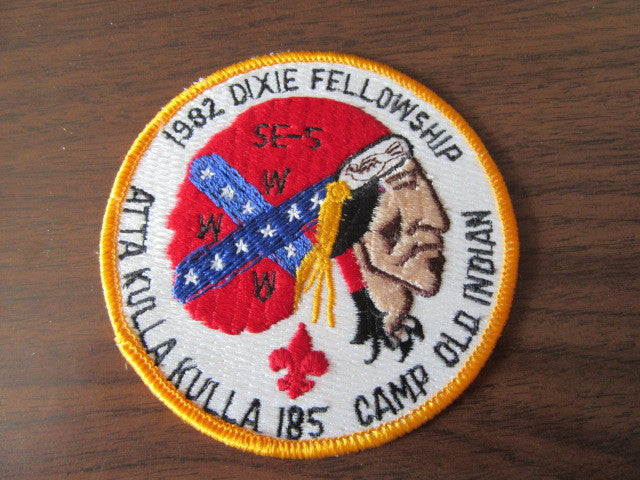 1982 DIXIE FELLOWSHIP
SE-5
W
W
W
ATTA KULLA KULLA 185 CAMP OLD INDIAN